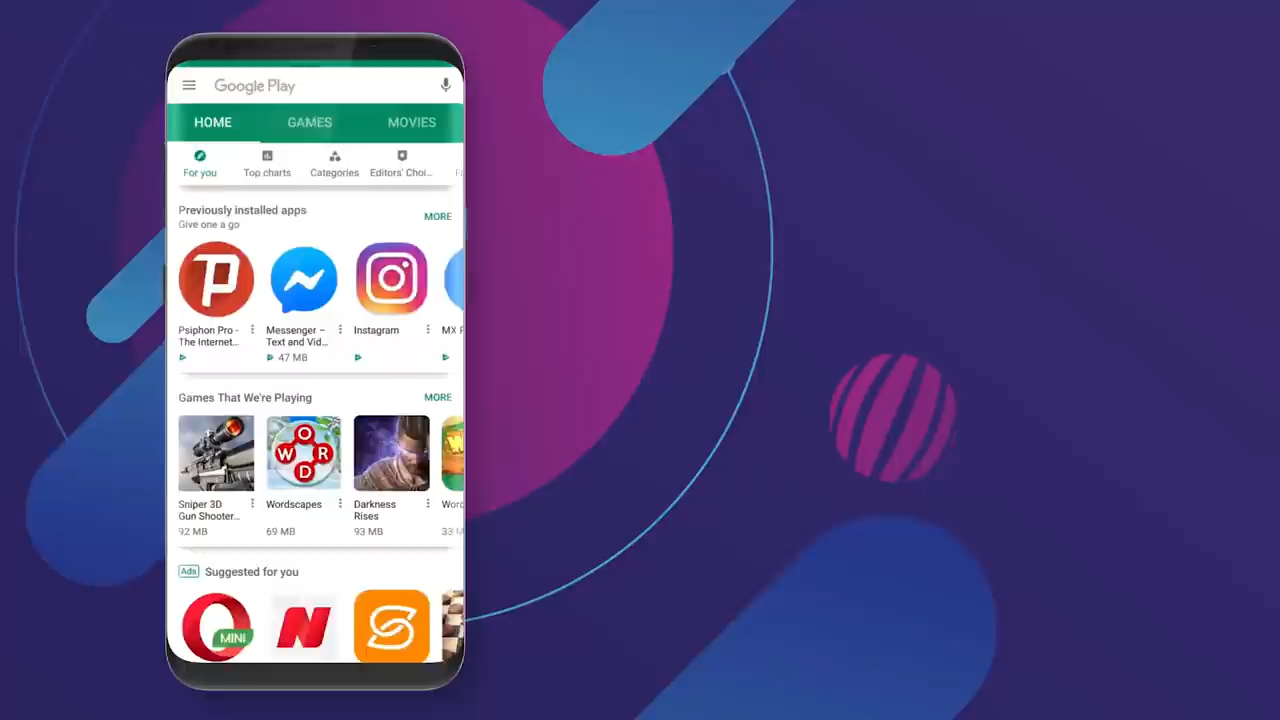 Google Play
HOME GAMES MOVIES
For you Top charts Categories Editors' Choi...
Previously installed apps
MORE
Give one a go
Psiphon Pro - Messenger – Instagram MX
The Internet... Text and Vid...
47 MB
Games That We're Playing
MORE
W O R D
Sniper 3D Wordscapes Darkness
Gun Shooter... Rises
92 MB 69 MB 93 MB 33
Ads Suggested for you
MINI